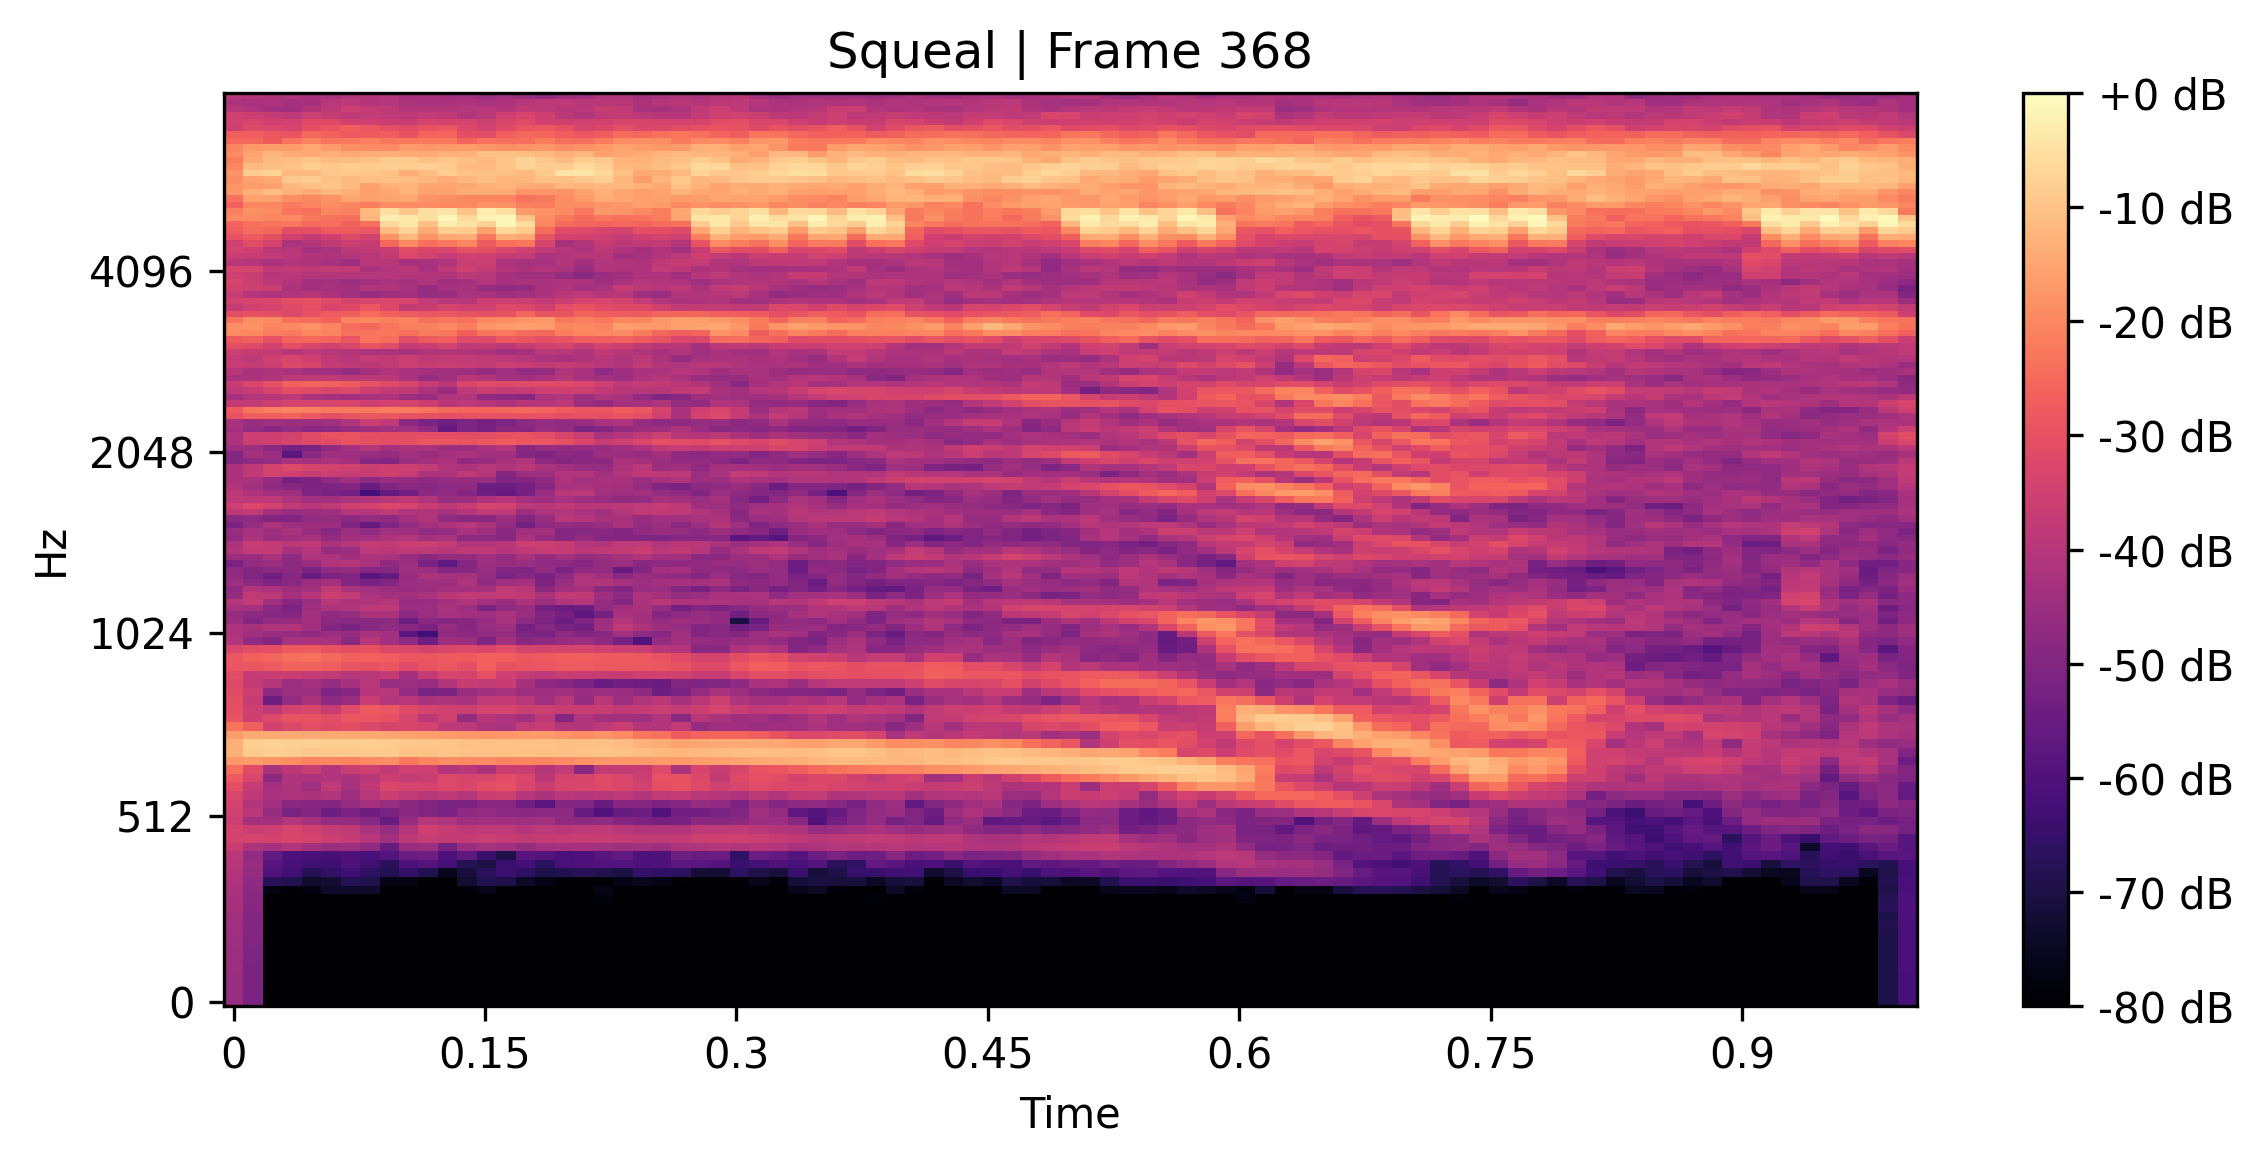 Squeal | Frame 368
+0 dB
-10 dB
-20 dB
-30 dB
-40 dB
-50 dB
-60 dB
-70 dB
-80 dB
Hz
4096
2048
1024
512
0
0 0.15 0.3 0.45 0.6 0.75 0.9
Time